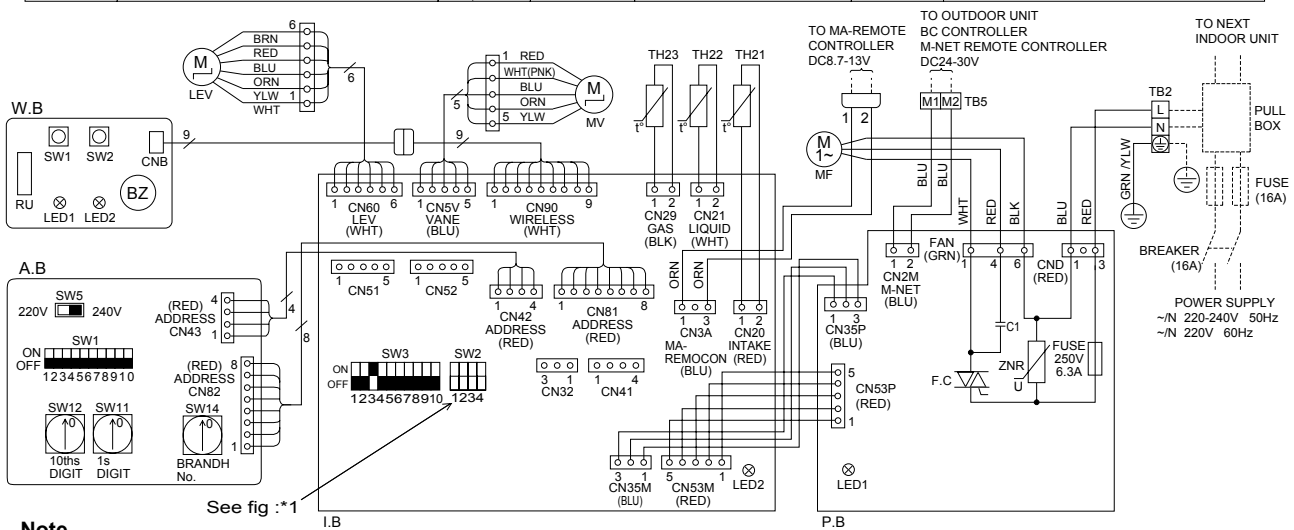 TO MA-REMOTE
CONTROLLER
DC8.7-13V
TO OUTDOOR UNIT
BC CONTROLLER
M-NET REMOTE CONTROLLER
DC24-30V
TO NEXT
INDOOR UNIT
6
BRN
RED
BLU
ORN
YLW 1
WHT
M
LEV
6
1 RED
WHT(PNK)
BLU
ORN
5 YLW
5
M
MV
TH23 TH22 TH21
t° t° t°
1 2
M1 M2 TB5
TB2
L
N
PULL
BOX
GRN/YLW
FUSE
(16A)
BREAKER
(16A)
POWER SUPPLY
~/N 220-240V 50Hz
~/N 220V 60Hz
W.B
SW1 SW2
CNB
9
9
RU
LED1 LED2
BZ
M
1~
MF
BLU
BLU
WHT
RED
BLK
BLU
RED
1 CN60 6
LEV
(WHT)
1 CN5V 5
VANE
(BLU)
1 CN90 9
WIRELESS
(WHT)
1 2
CN29
GAS
(BLK)
1 2
CN21
LIQUID
(WHT)
1 5
CN51
1 5
CN52
1 4
CN42
ADDRESS
(RED)
1 8
CN81
ADDRESS
(RED)
ORN
ORN
1 3
CN3A
MA-
REMOCON
(BLU)
1 2
CN20
INTAKE
(RED)
1 2
CN2M
M-NET
(BLU)
FAN
(GRN)
1 4 6
CND
(RED)
1 3
1 3
CN35P
(BLU)
C1
F.C
ZNR
U
FUSE
250V
6.3A
5
CN53P
(RED)
1
A.B
SW5
220V 240V
SW1
ON
OFF
12345678910
(RED)
ADDRESS
CN43
4
1
4
8
(RED)
ADDRESS
CN82
8
1
SW12 SW11
0 0
10ths
DIGIT
1s
DIGIT
SW14
0
BRANDH
No.
SW3
ON
OFF
12345678910
SW2
1234
3 1
CN32
1 4
CN41
3 1
CN35M
(BLU)
5 1
CN53M
(RED)
LED2
LED1
See fig :*1
I.B
P.B
Note